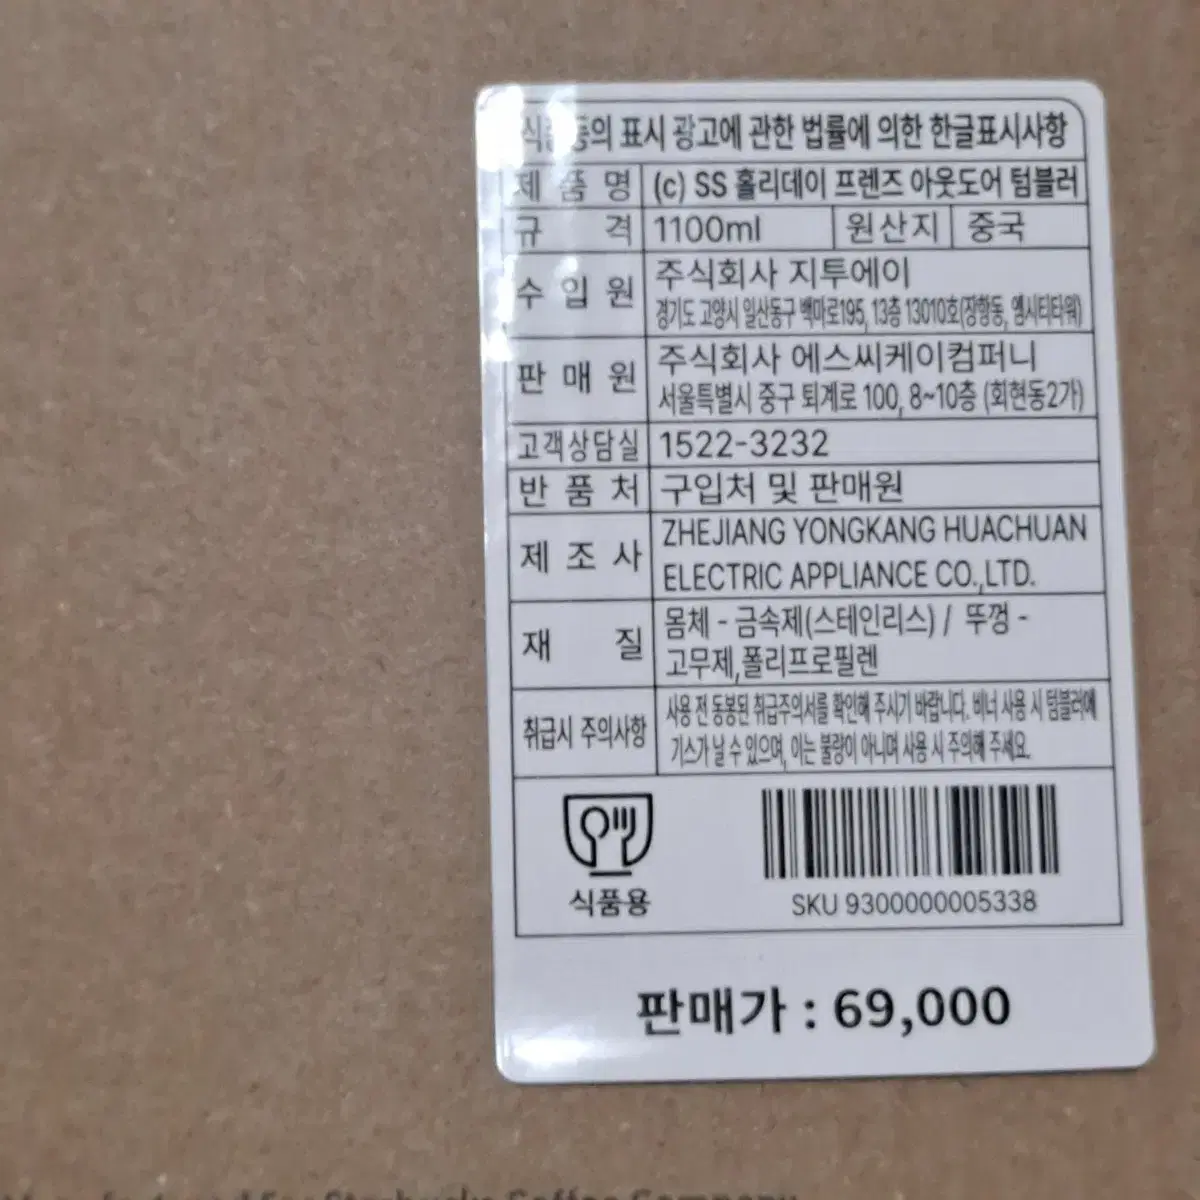 식품등의 표시 광고에 관한 법률에 의한 한글표시사항
제 품 명 (c) SS 홀리데이 프렌즈 아웃도어 텀블러
규 격 1100ml 원산지 중국
수 입 원 주식회사 지투에이
경기도 고양시 일산동구 백마로195, 13층 13010호(장항동, 엠시티타워)
판 매 원 주식회사 에스씨케이컴퍼니
서울특별시 중구 퇴계로 100, 8~10층 (회현동2가)
고객상담실 1522-3232
반 품 처 구입처 및 판매원
제 조 사 ZHEJIANG YONGKANG HUACHUAN
ELECTRIC APPLIANCE CO.,LTD.
재 질 몸체 - 금속제(스테인리스) / 뚜껑 -
고무제,폴리프로필렌
취급시 주의사항 사용 전 동봉된 취급주의서를 확인해 주시기 바랍니다. 비너 사용 시 텀블러에
기스가 날 수 있으며, 이는 불량이 아니며 사용 시 주의해 주세요.
식품용
SKU 9300000005338
판매가 : 69,000
for Starbucks Coffee Company